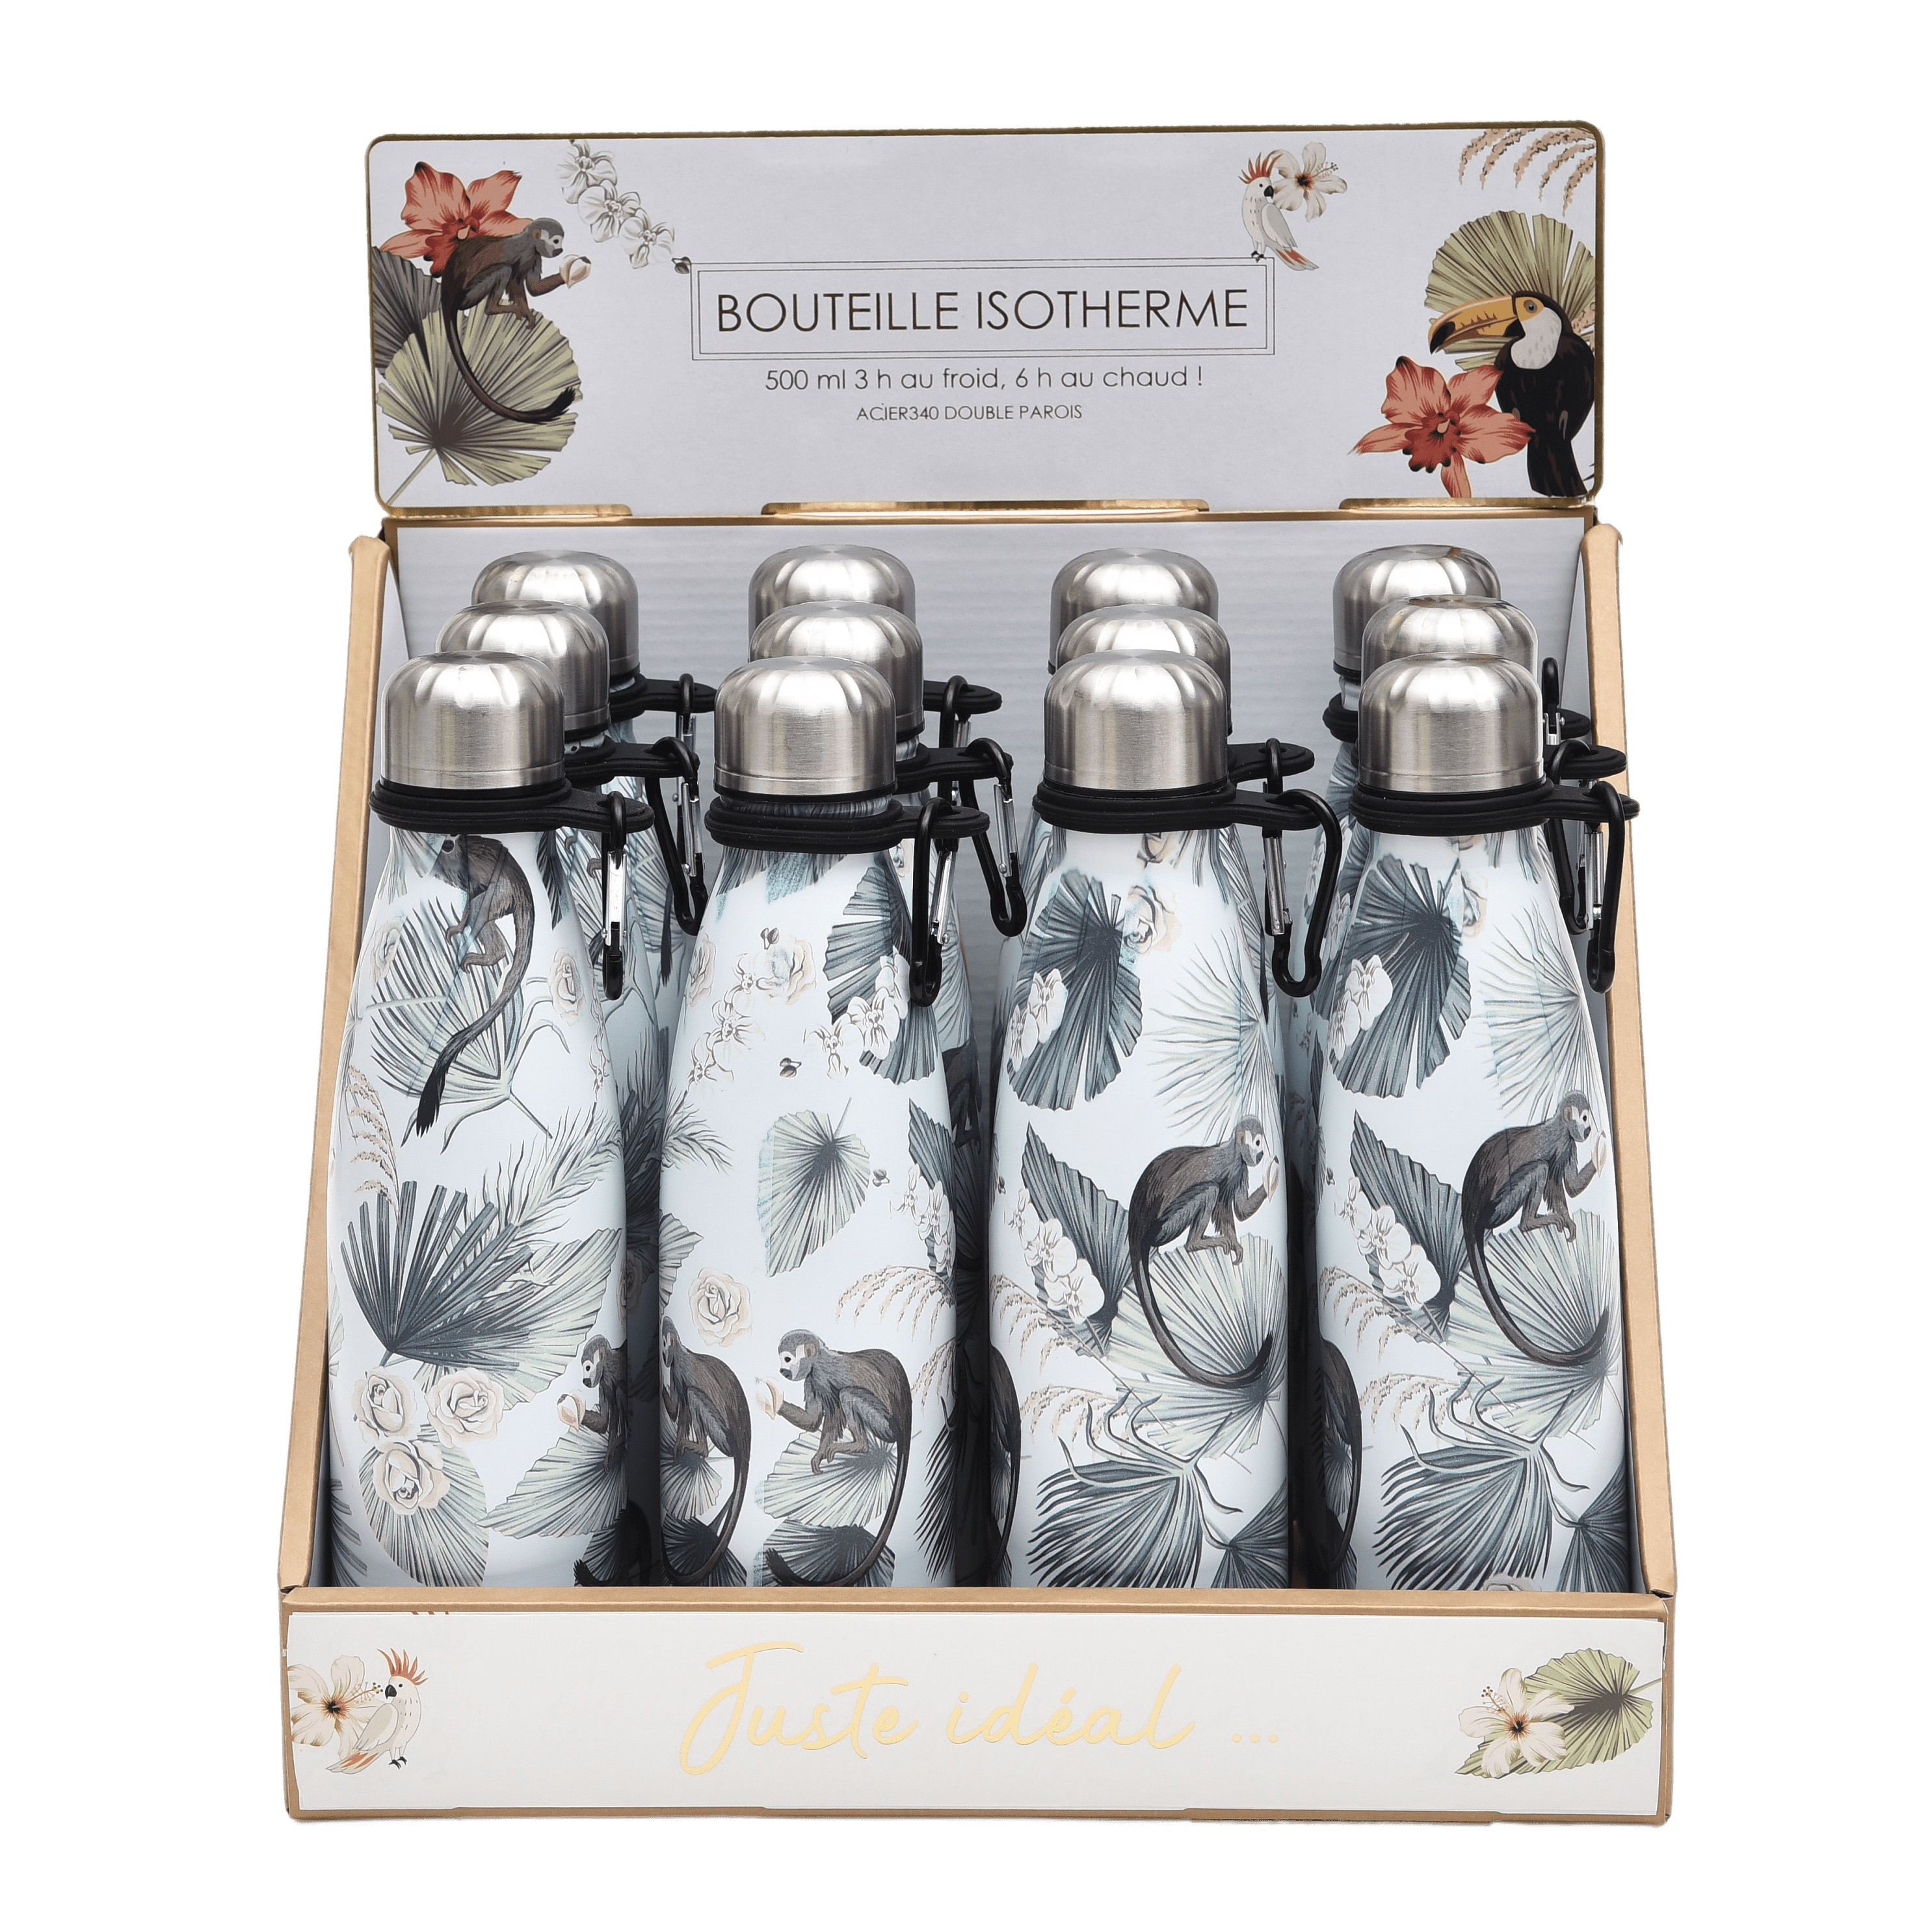 BOUTEILLE ISOTHERME
500 ml 3 h au froid, 6 h au chaud !
ACIER340 DOUBLE PAROIS
Juste idéal ...